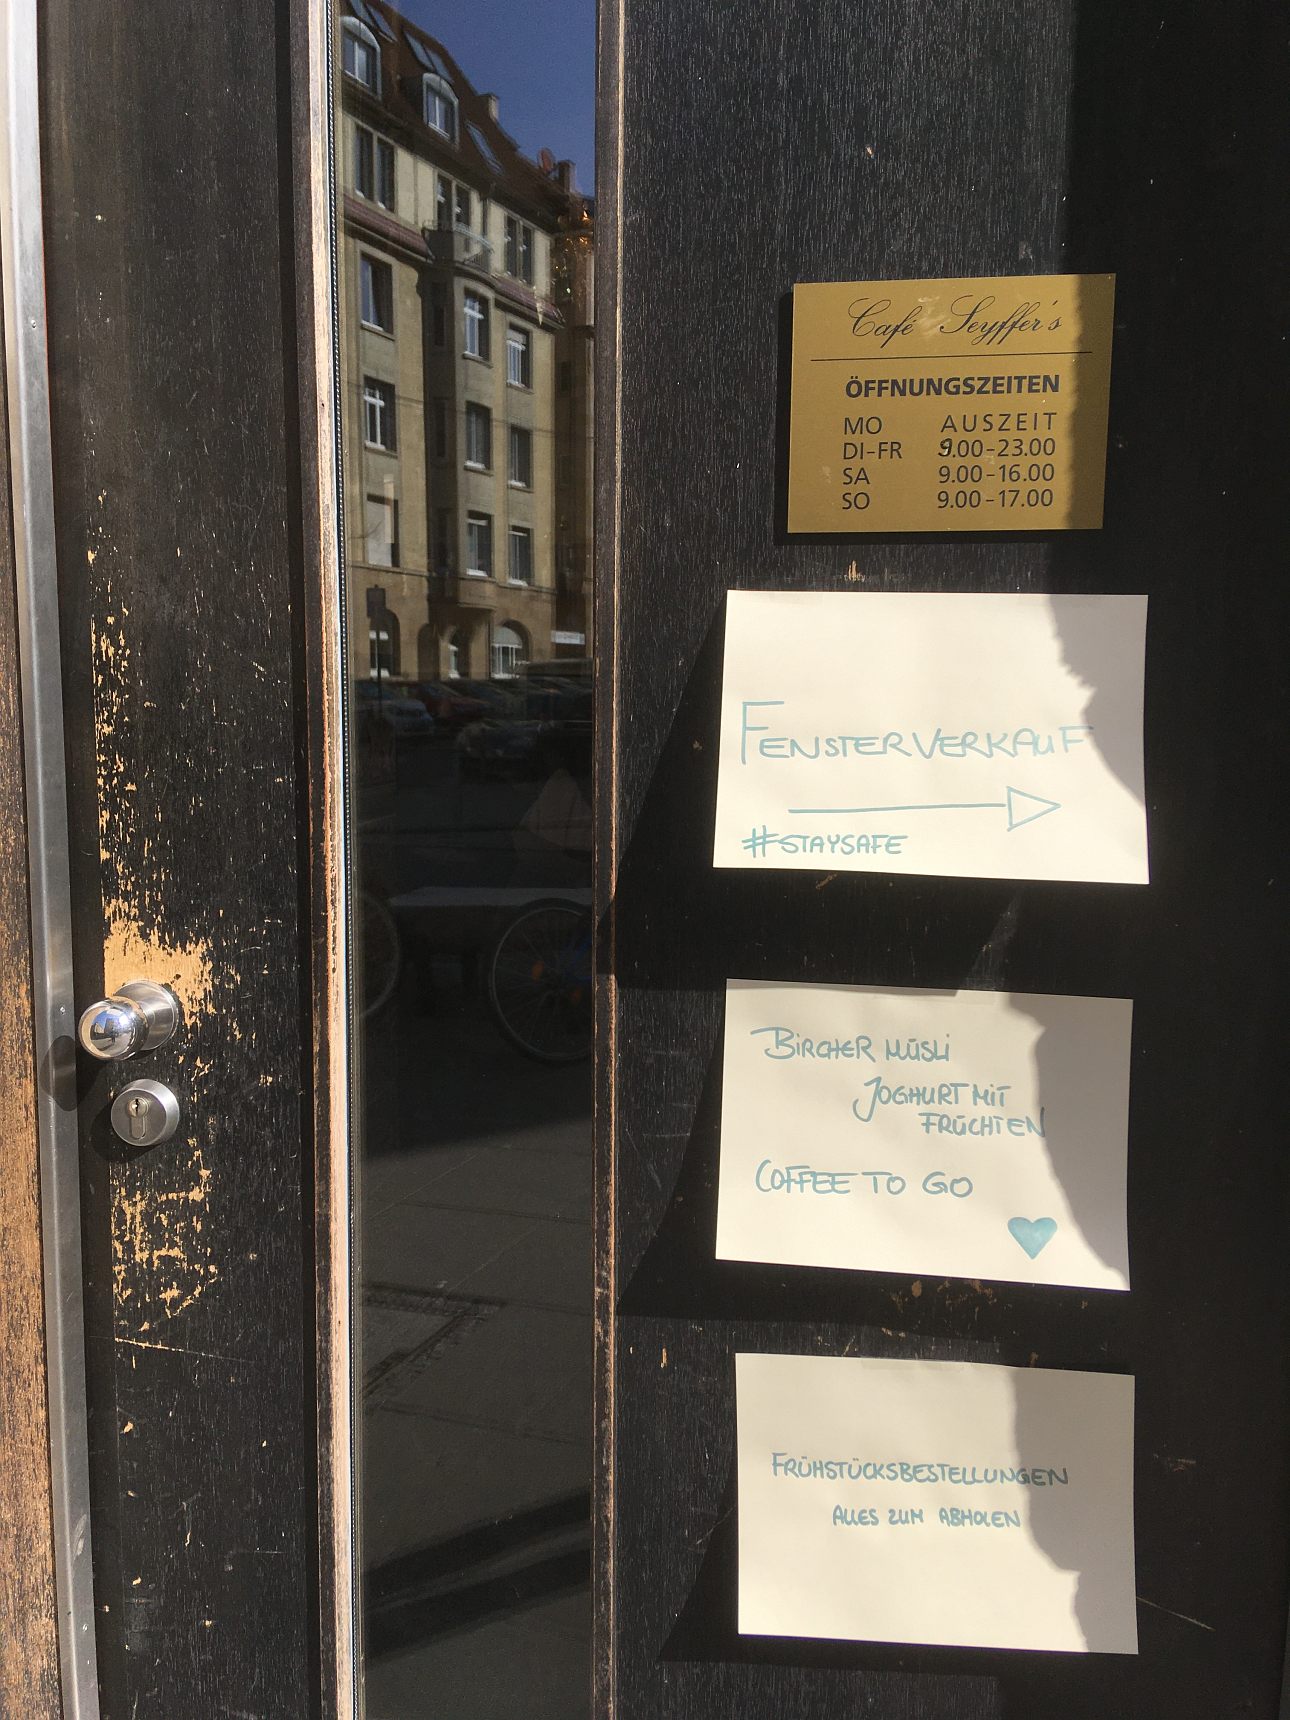 Café Seyffer's
ÖFFNUNGSZEITEN
MO AUSZEIT
DI-FR 9.00-23.00
SA 9.00-16.00
SO 9.00-17.00
FENSTERVERKAUF
#STAYSAFE
BIRCHER MÜSLI
JOGHURT MIT
FRÜCHTEN
COFFEE TO GO
FRÜHSTÜCKSBESTELLUNGEN
ALLES ZUM ABHOLEN